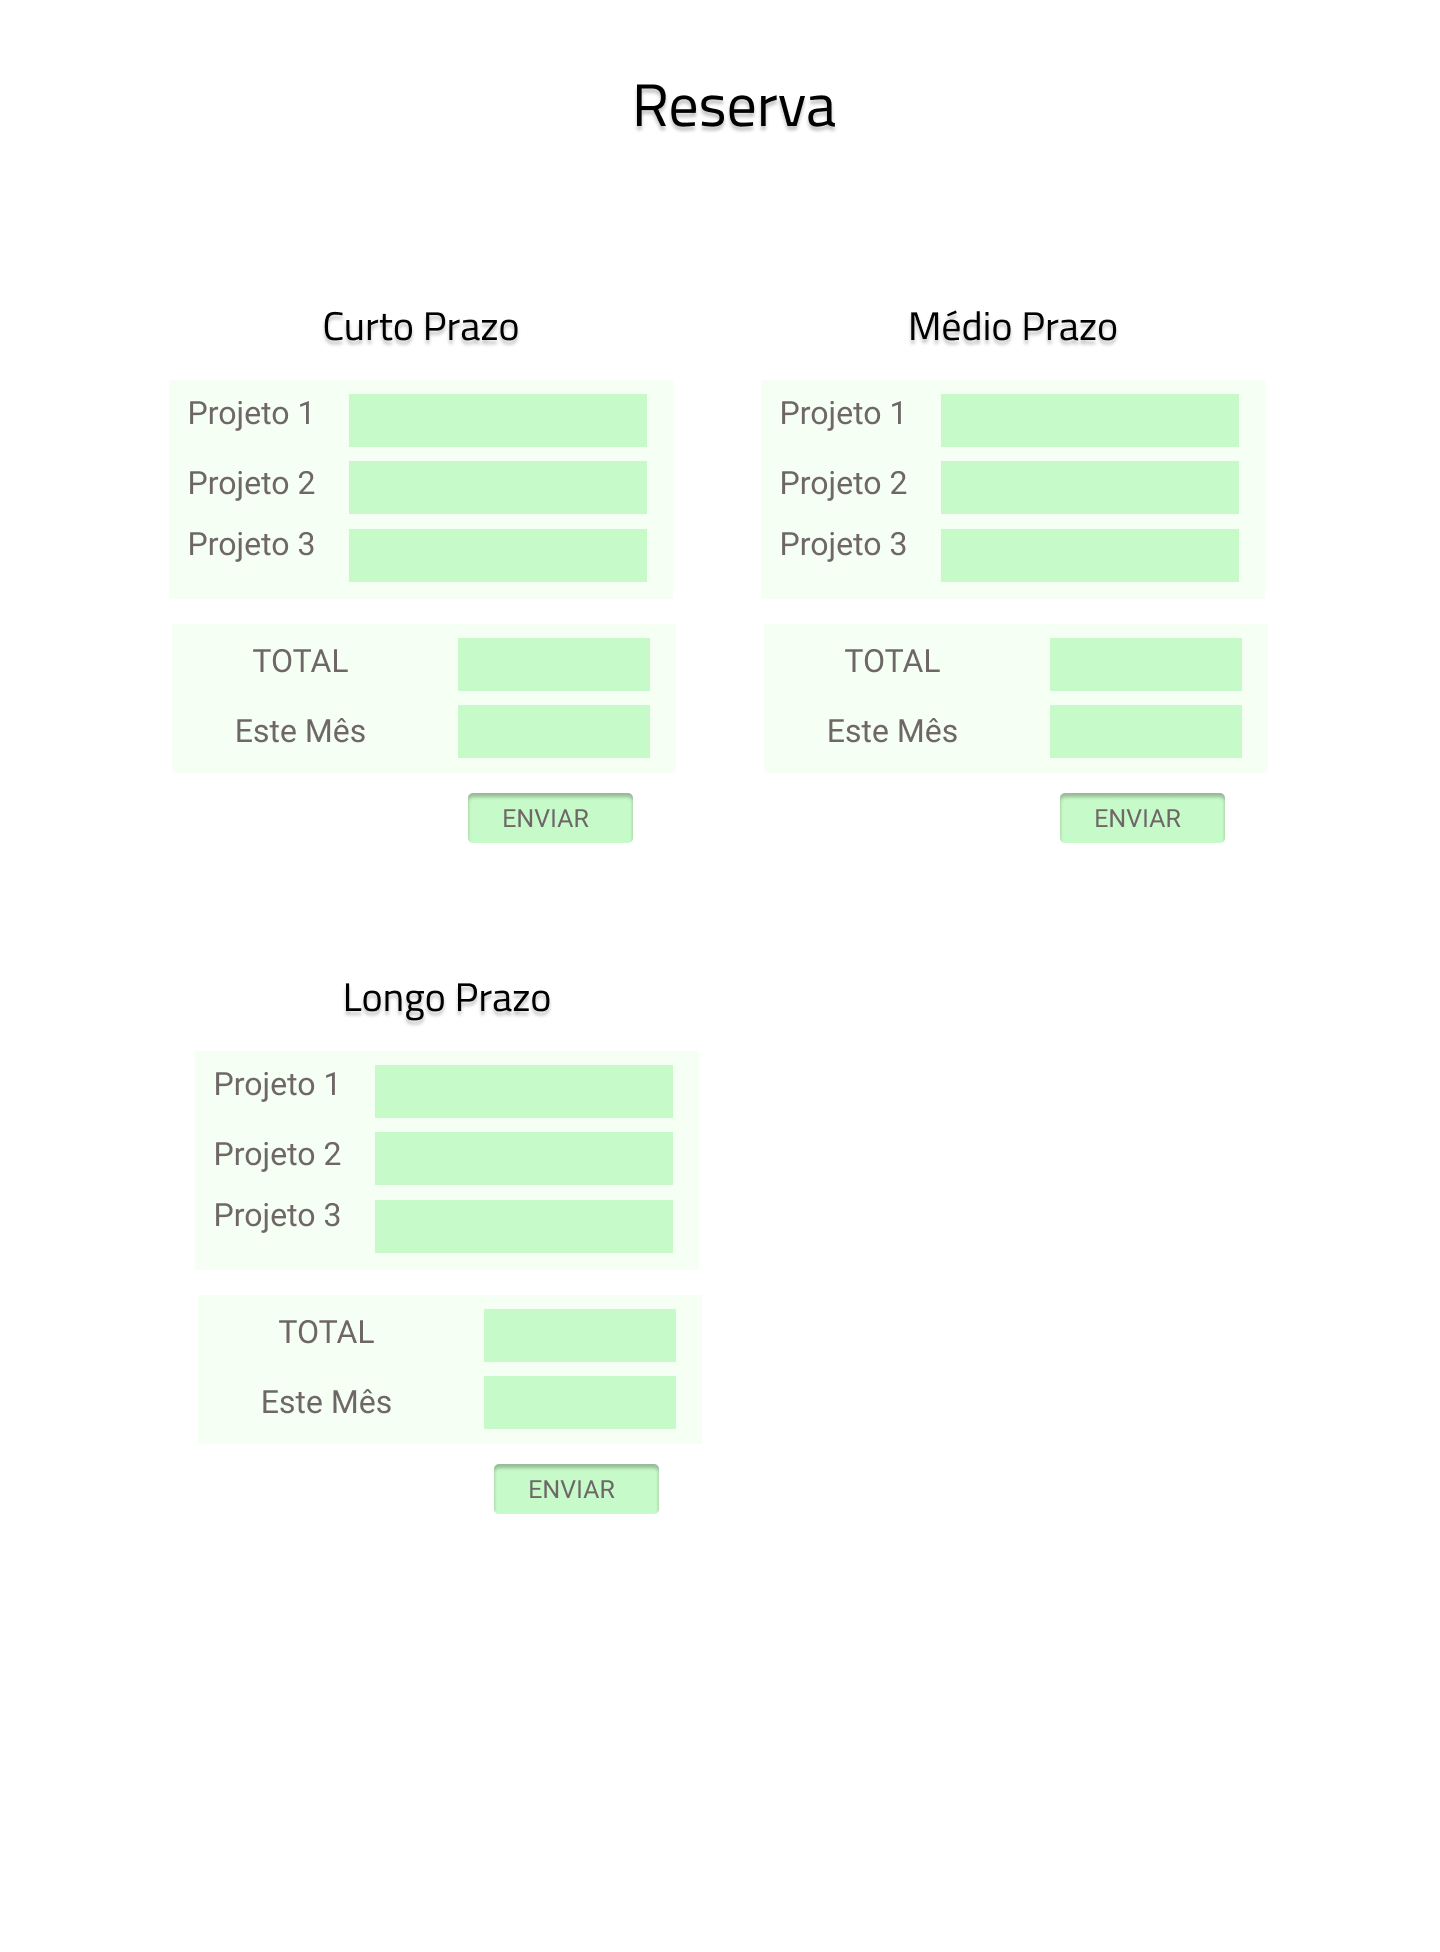 Reserva
Curto Prazo
Projeto 1
Projeto 2
Projeto 3
TOTAL
Este Mês
ENVIAR
Médio Prazo
Projeto 1
Projeto 2
Projeto 3
TOTAL
Este Mês
ENVIAR
Longo Prazo
Projeto 1
Projeto 2
Projeto 3
TOTAL
Este Mês
ENVIAR